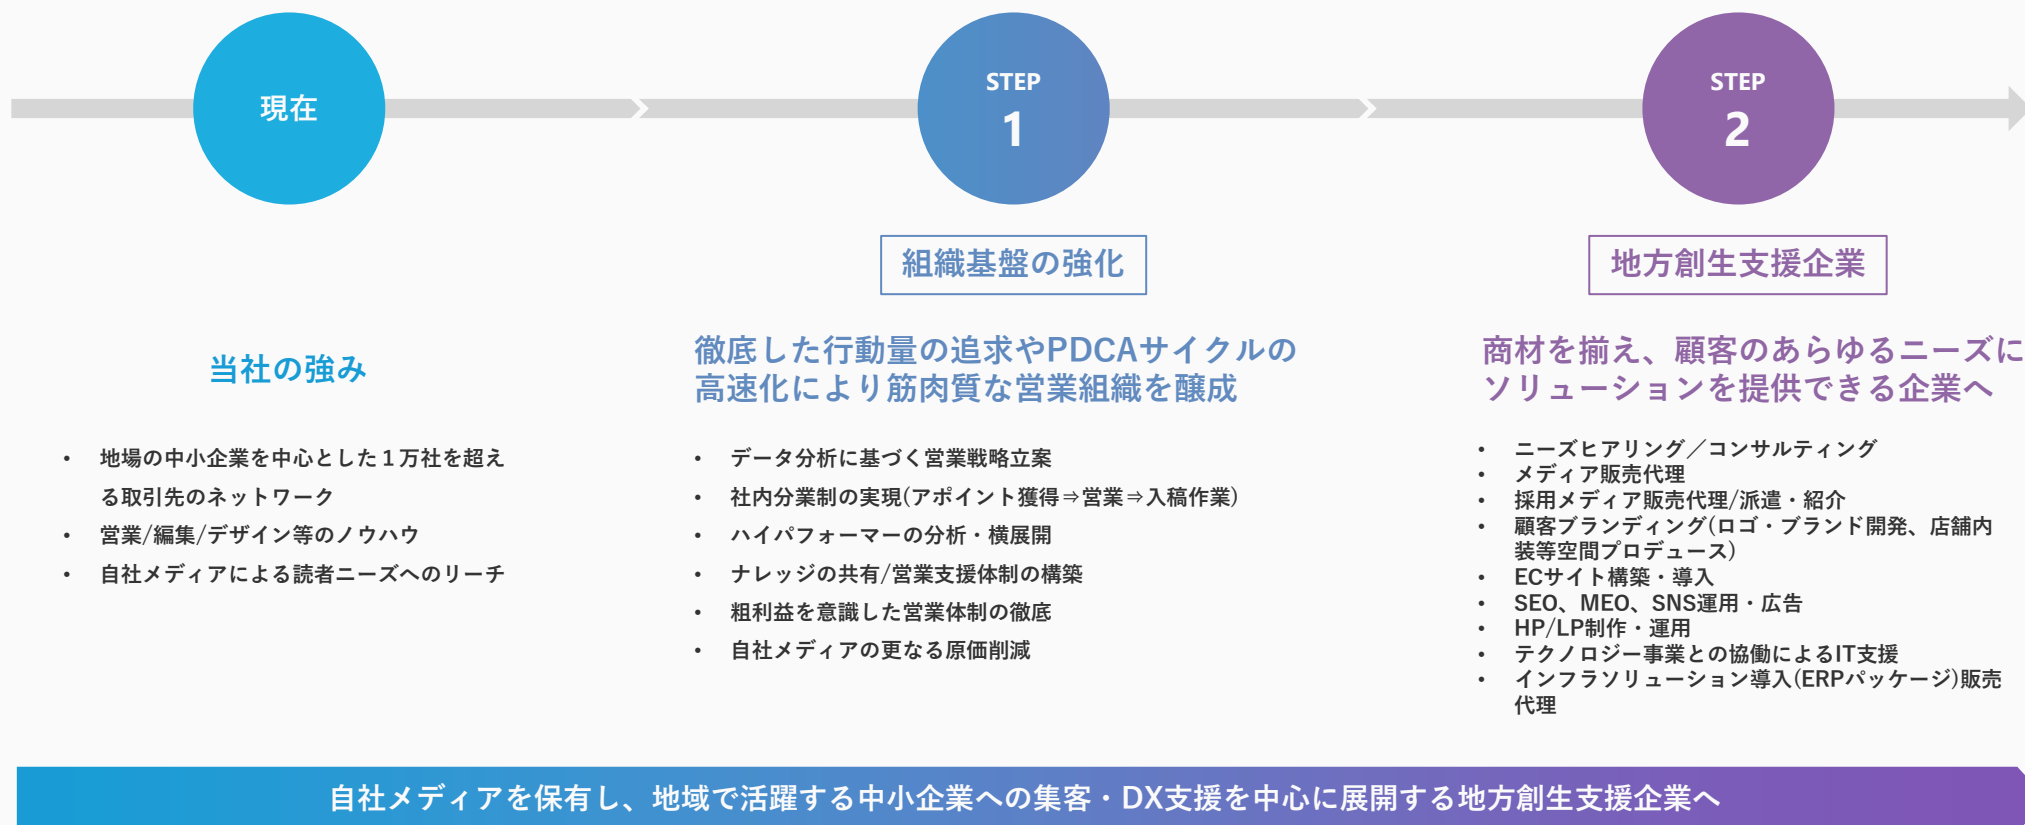 現在
STEP
1
STEP
2
組織基盤の強化
地方創生支援企業
当社の強み
徹底した行動量の追求やPDCAサイクルの
高速化により筋肉質な営業組織を醸成
商材を揃え、顧客のあらゆるニーズに
ソリューションを提供できる企業へ
• 地場の中小企業を中心とした１万社を超え
る取引先のネットワーク
• 営業/編集/デザイン等のノウハウ
• 自社メディアによる読者ニーズへのリーチ
• データ分析に基づく営業戦略立案
• 社内分業制の実現(アポイント獲得⇒営業⇒入稿作業)
• ハイパフォーマーの分析・横展開
• ナレッジの共有/営業支援体制の構築
• 粗利益を意識した営業体制の徹底
• 自社メディアの更なる原価削減
• ニーズヒアリング／コンサルティング
• メディア販売代理
• 採用メディア販売代理/派遣・紹介
• 顧客ブランディング(ロゴ・ブランド開発、店舗内
装等空間プロデュース)
• ECサイト構築・導入
• SEO、MEO、SNS運用・広告
• HP/LP制作・運用
• テクノロジー事業との協働によるIT支援
• インフラソリューション導入(ERPパッケージ)販売
代理
自社メディアを保有し、地域で活躍する中小企業への集客・DX支援を中心に展開する地方創生支援企業へ